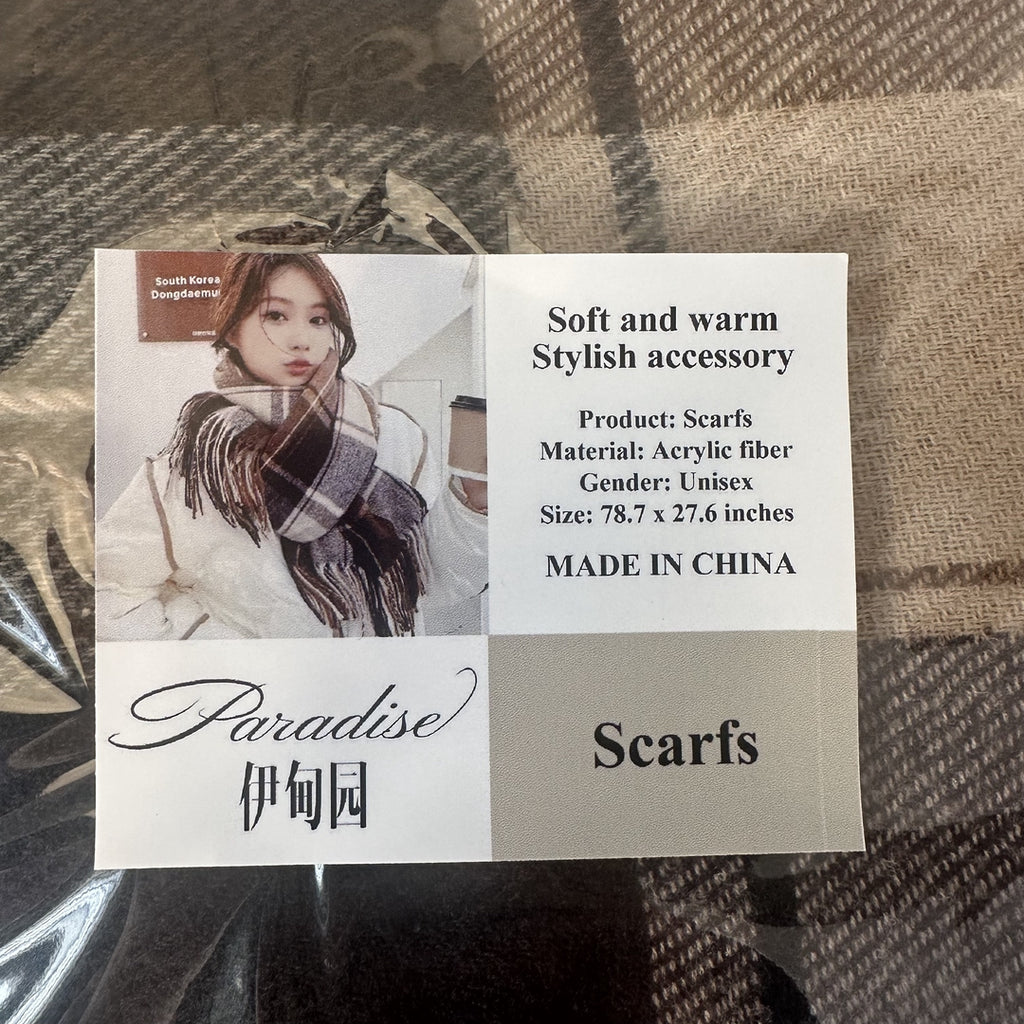 South Korea
Dongdaemu
Soft and warm
Stylish accessory
Product: Scarfs
Material: Acrylic fiber
Gender: Unisex
Size: 78.7 x 27.6 inches
MADE IN CHINA
Paradise
伊甸园
Scarfs